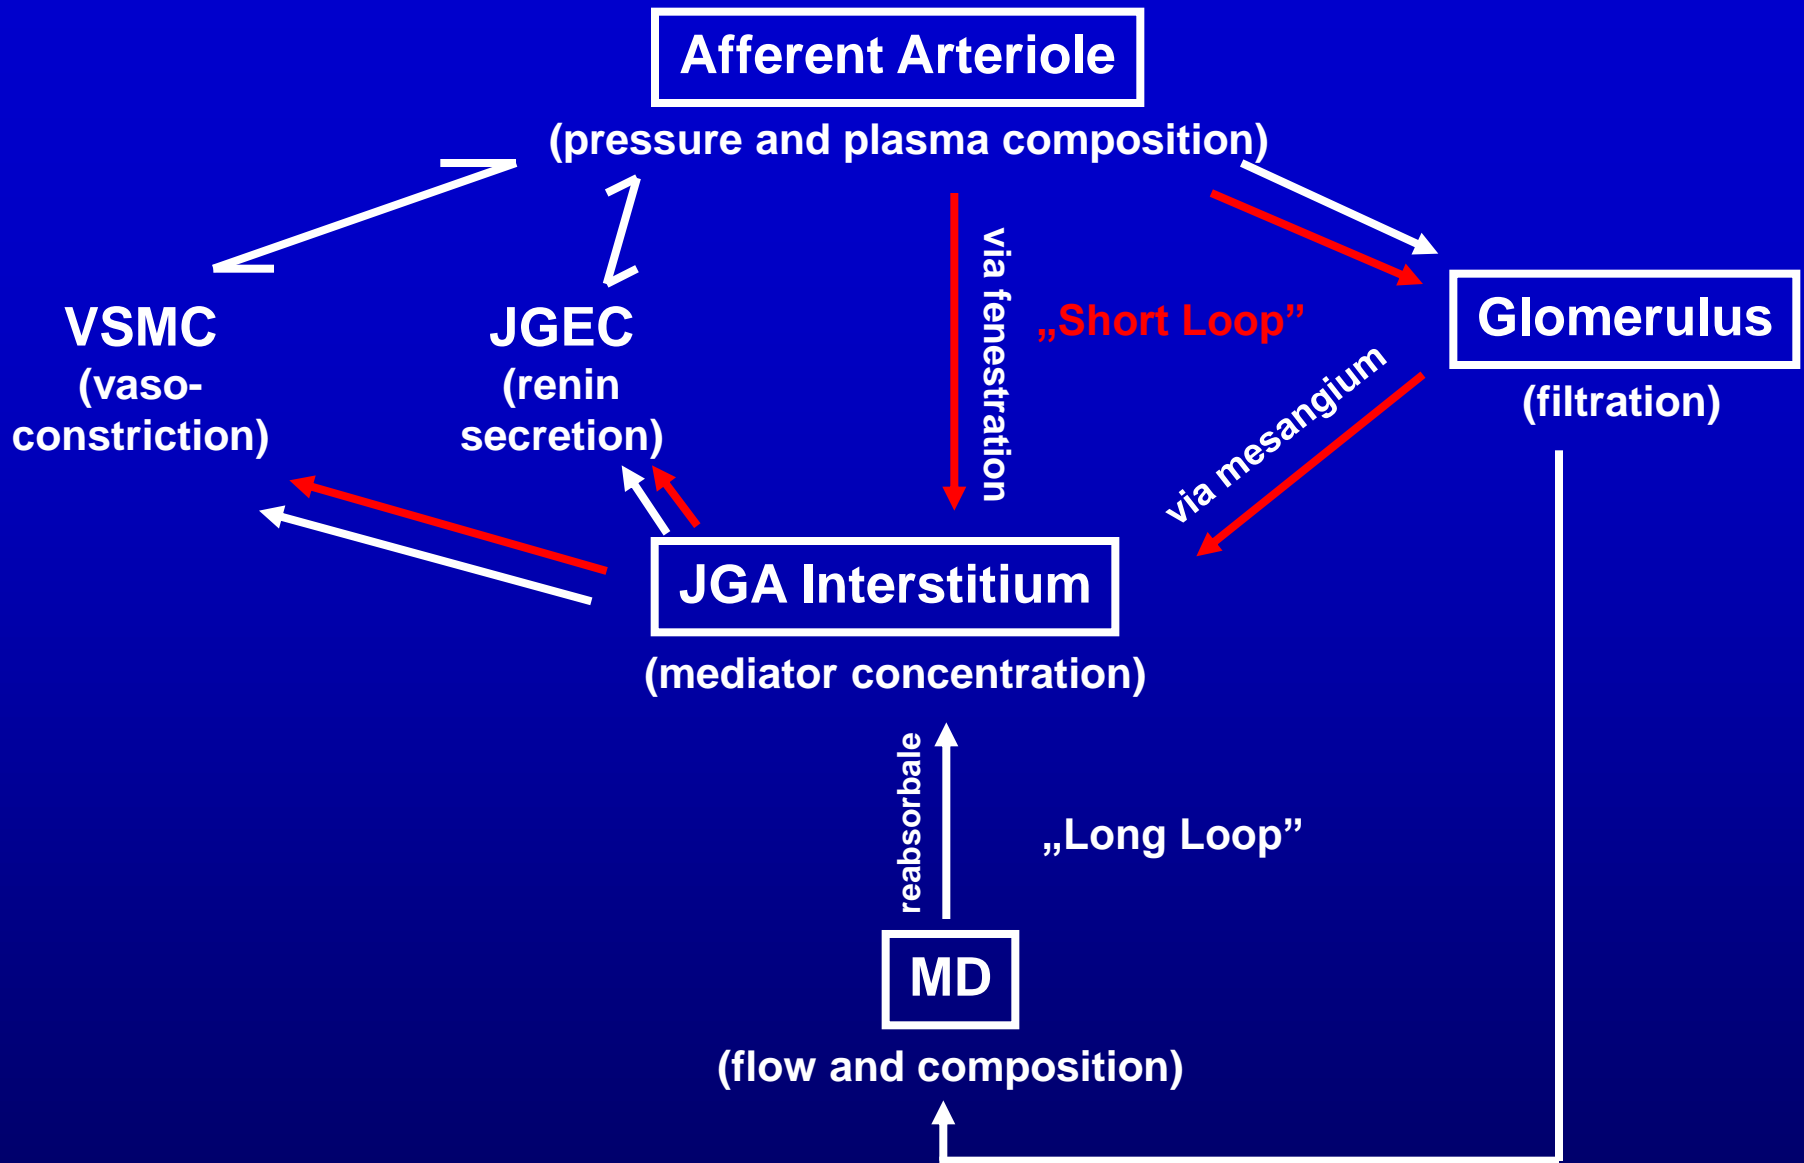 Afferent Arteriole
(pressure and plasma composition)
via fenestration
„Short Loop”
Glomerulus
(filtration)
via mesangium
VSMC
(vaso-
constriction)
JGEC
(renin
secretion)
JGA Interstitium
(mediator concentration)
reabsorbale
„Long Loop”
MD
(flow and composition)